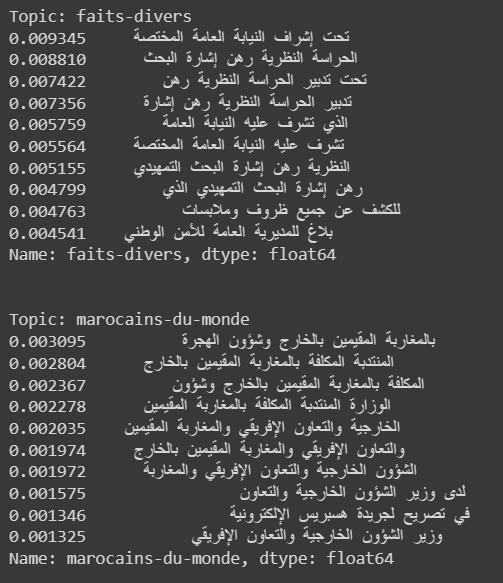 Topic: faits-divers
0.009345 تحت إشراف النيابة العامة المختصة
0.008810 الحراسة النظرية رهن إشارة البحث
0.007422 تحت تدبير الحراسة النظرية رهن
0.007356 تدبير الحراسة النظرية رهن إشارة
0.005759 الذي تشرف عليه النيابة العامة
0.005564 تشرف عليه النيابة العامة المختصة
0.005155 النظرية رهن إشارة البحث التمهيدي
0.004799 رهن إشارة البحث التمهيدي الذي
0.004763 للكشف عن جميع ظروف وملابسات
0.004541 بلاغ للمديرية العامة للأمن الوطني
Name: faits-divers, dtype: float64
Topic: marocains-du-monde
0.003095 بالمغاربة المقيمين بالخارج وشؤون الهجرة
0.002804 المنتدبة المكلفة بالمغاربة المقيمين بالخارج
0.002367 المكلفة بالمغاربة المقيمين بالخارج وشؤون
0.002278 الوزارة المنتدبة المكلفة بالمغاربة المقيمين
0.002035 الخارجية والتعاون الإفريقي والمغاربة المقيمين
0.001974 والتعاون الإفريقي والمغاربة المقيمين بالخارج
0.001972 الشؤون الخارجية والتعاون الإفريقي والمغاربة
0.001575 لدى وزير الشؤون الخارجية والتعاون
0.001346 في تصريح لجريدة هسبريس الإلكترونية
0.001325 وزير الشؤون الخارجية والتعاون الإفريقي
Name: marocains-du-monde, dtype: float64